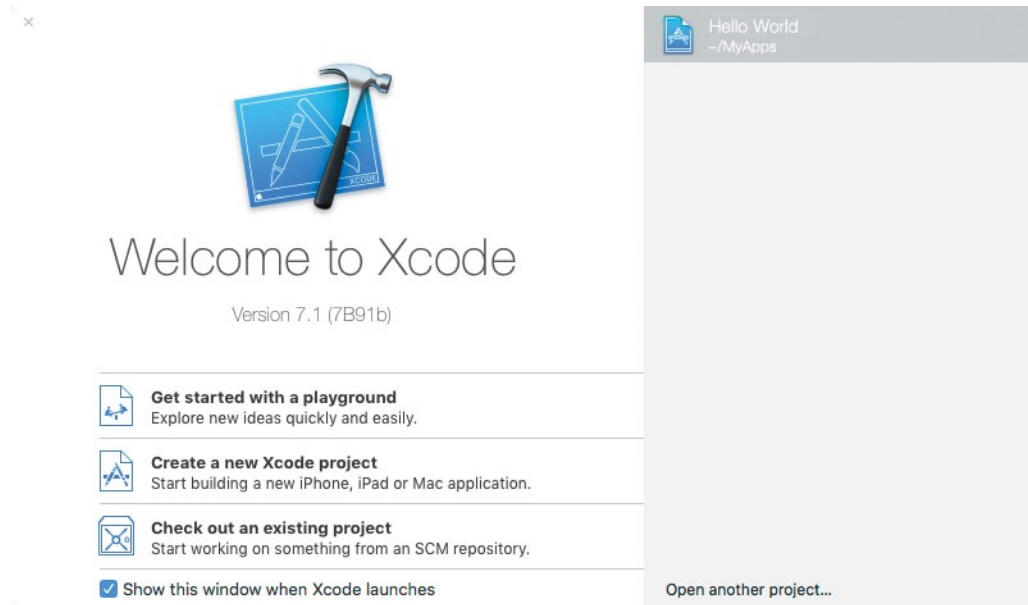 XCODE
Welcome to Xcode
Version 7.1 (7B91b)
Get started with a playground
Explore new ideas quickly and easily.
Create a new Xcode project
Start building a new iPhone, iPad or Mac application.
Check out an existing project
Start working on something from an SCM repository.
Show this window when Xcode launches
Hello World
~/MyApps
Open another project...